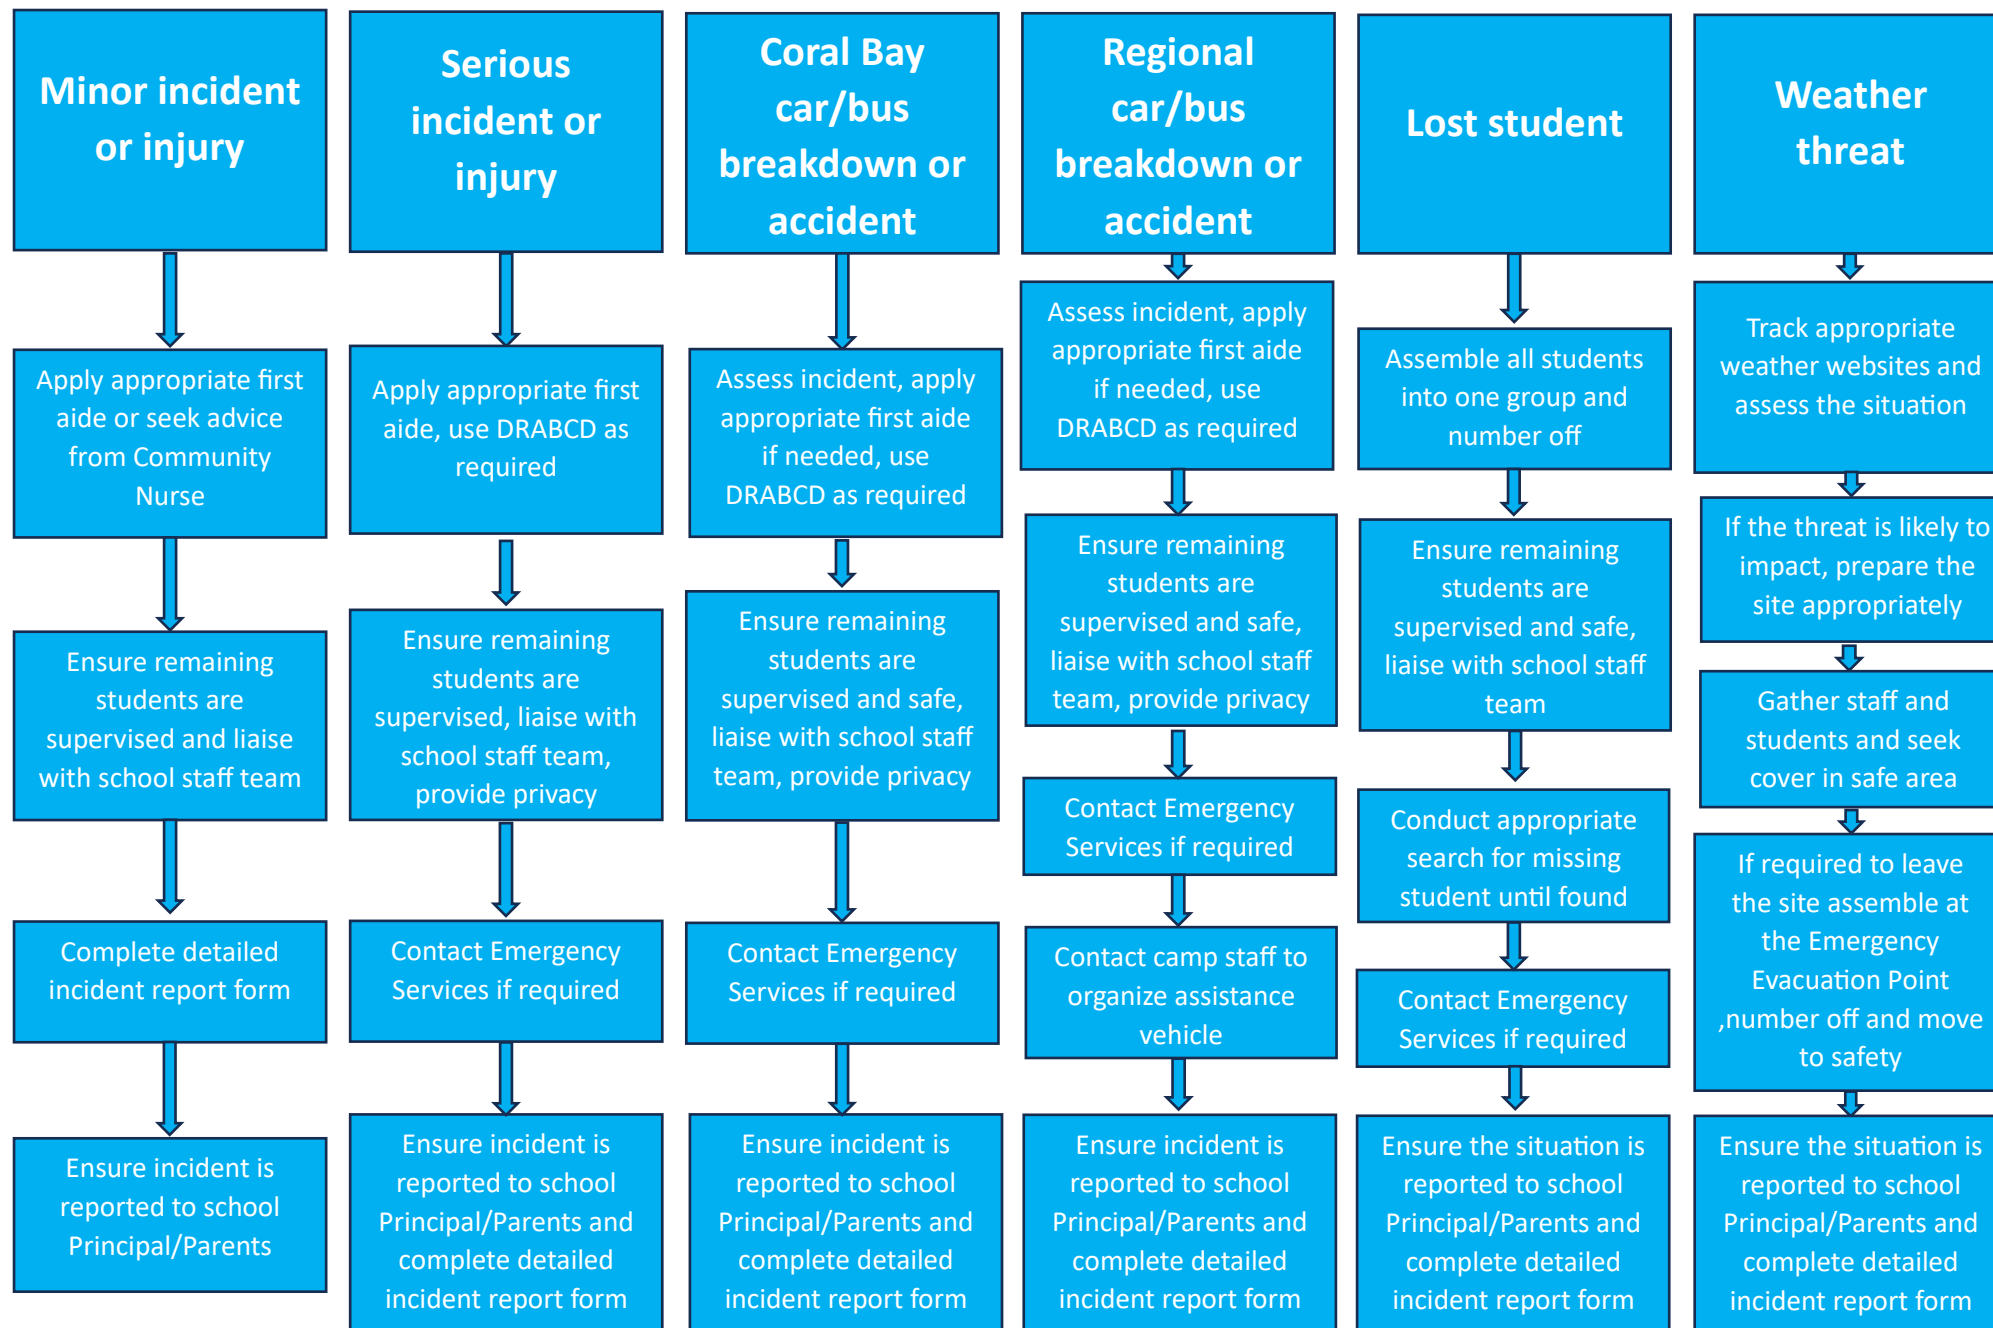 Minor incident
or injury
Apply appropriate first
aide or seek advice
from Community
Nurse
Ensure remaining
students are
supervised and liaise
with school staff team
Complete detailed
incident report form
Ensure incident is
reported to school
Principal/Parents
Serious
incident or
injury
Apply appropriate first
aide, use DRABCD as
required
Ensure remaining
students are
supervised, liaise with
school staff team,
provide privacy
Contact Emergency
Services if required
Ensure incident is
reported to school
Principal/Parents and
complete detailed
incident report form
Coral Bay
car/bus
breakdown or
accident
Assess incident, apply
appropriate first aide
if needed, use
DRABCD as required
Ensure remaining
students are
supervised and safe,
liaise with school staff
team, provide privacy
Contact Emergency
Services if required
Ensure incident is
reported to school
Principal/Parents and
complete detailed
incident report form
Regional
car/bus
breakdown or
accident
Assess incident, apply
appropriate first aide
if needed, use
DRABCD as required
Ensure remaining
students are
supervised and safe,
liaise with school staff
team, provide privacy
Contact Emergency
Services if required
Contact camp staff to
organize assistance
vehicle
Ensure incident is
reported to school
Principal/Parents and
complete detailed
incident report form
Lost student
Assemble all students
into one group and
number off
Ensure remaining
students are
supervised and safe,
liaise with school staff
team
Conduct appropriate
search for missing
student until found
Contact Emergency
Services if required
Ensure the situation is
reported to school
Principal/Parents and
complete detailed
incident report form
Weather
threat
Track appropriate
weather websites and
assess the situation
If the threat is likely to
impact, prepare the
site appropriately
Gather staff and
students and seek
cover in safe area
If required to leave
the site assemble at
the Emergency
Evacuation Point
,number off and move
to safety
Ensure the situation is
reported to school
Principal/Parents and
complete detailed
incident report form